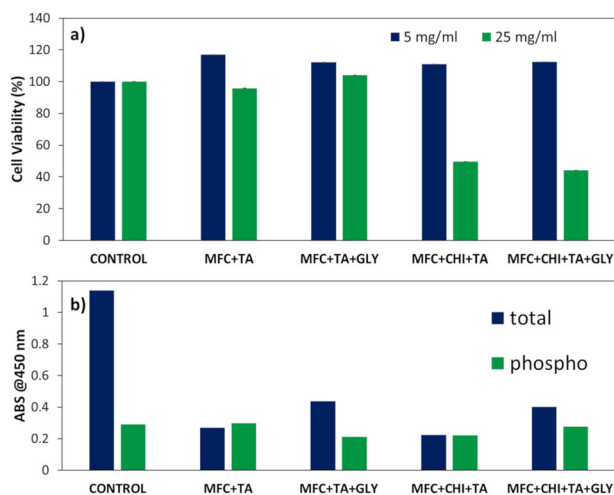 a)
5 mg/ml
25 mg/ml
140
120
100
80
60
40
20
0
Cell Viability (%)
CONTROL
MFC+TA
MFC+TA+GLY
MFC+CHI+TA
MFC+CHI+TA+GLY
b)
total
phospho
1.2
1
0.8
0.6
0.4
0.2
0
ABS @450 nm
CONTROL
MFC+TA
MFC+TA+GLY
MFC+CHI+TA
MFC+CHI+TA+GLY